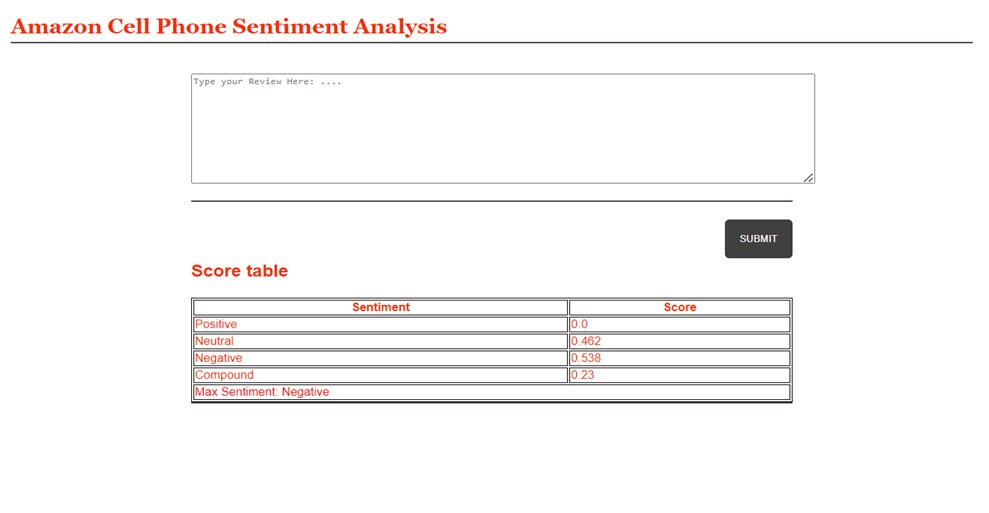 Amazon Cell Phone Sentiment Analysis
Type your Review Here: ....
SUBMIT
Score table
Sentiment Score
Positive 0.0
Neutral 0.462
Negative 0.538
Compound 0.23
Max Sentiment: Negative